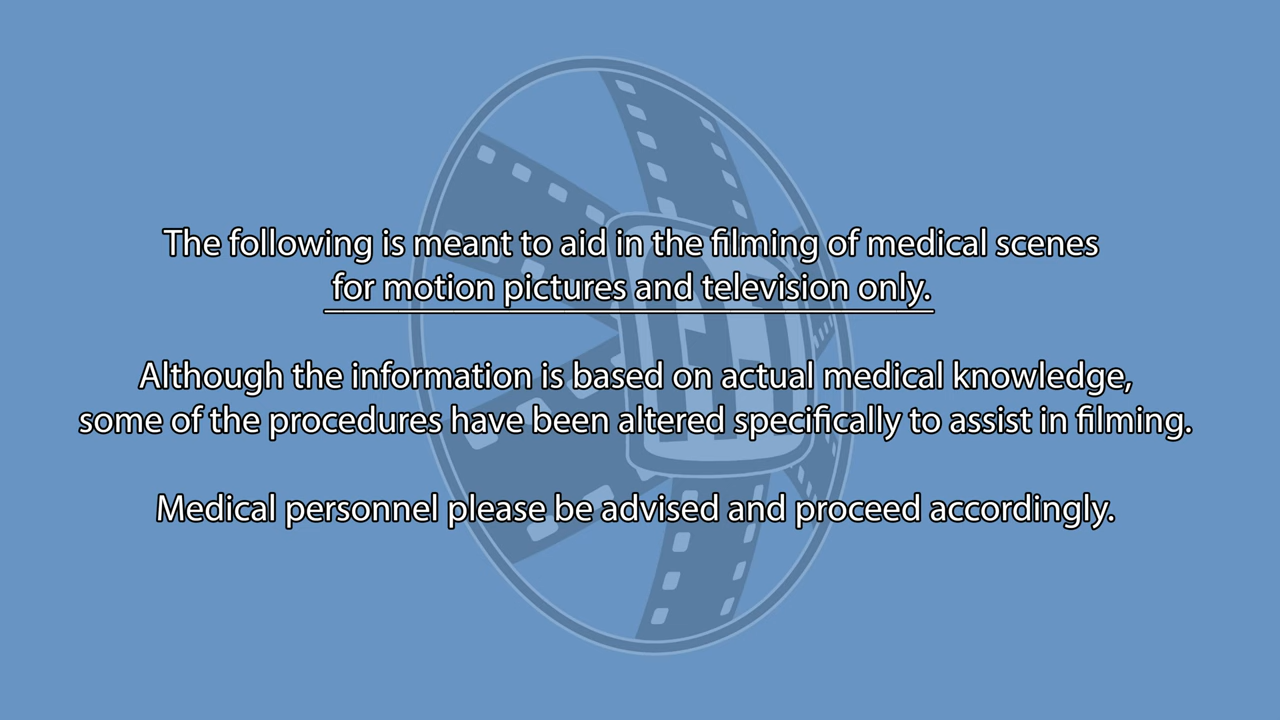 The following is meant to aid in the filming of medical scenes
for motion pictures and television only.
Although the information is based on actual medical knowledge,
some of the procedures have been altered specifically to assist in filming.
Medical personnel please be advised and proceed accordingly.